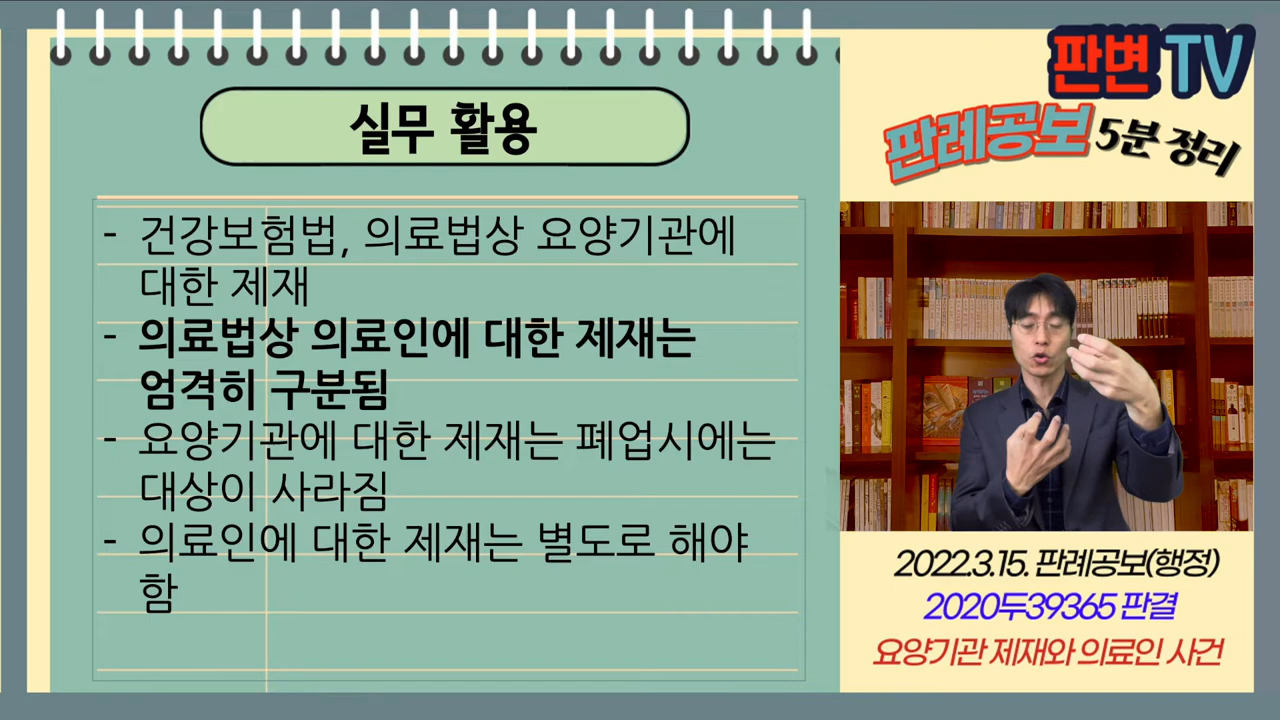 실무 활용
- 건강보험법, 의료법상 요양기관에
대한 제재
- 의료법상 의료인에 대한 제재는
엄격히 구분됨
- 요양기관에 대한 제재는 폐업시에는
대상이 사라짐
- 의료인에 대한 제재는 별도로 해야
함
판변 TV
판례공보 5분 정리
2022.3.15. 판례공보(행정)
2020두39365 판결
요양기관 제재와 의료인 사건